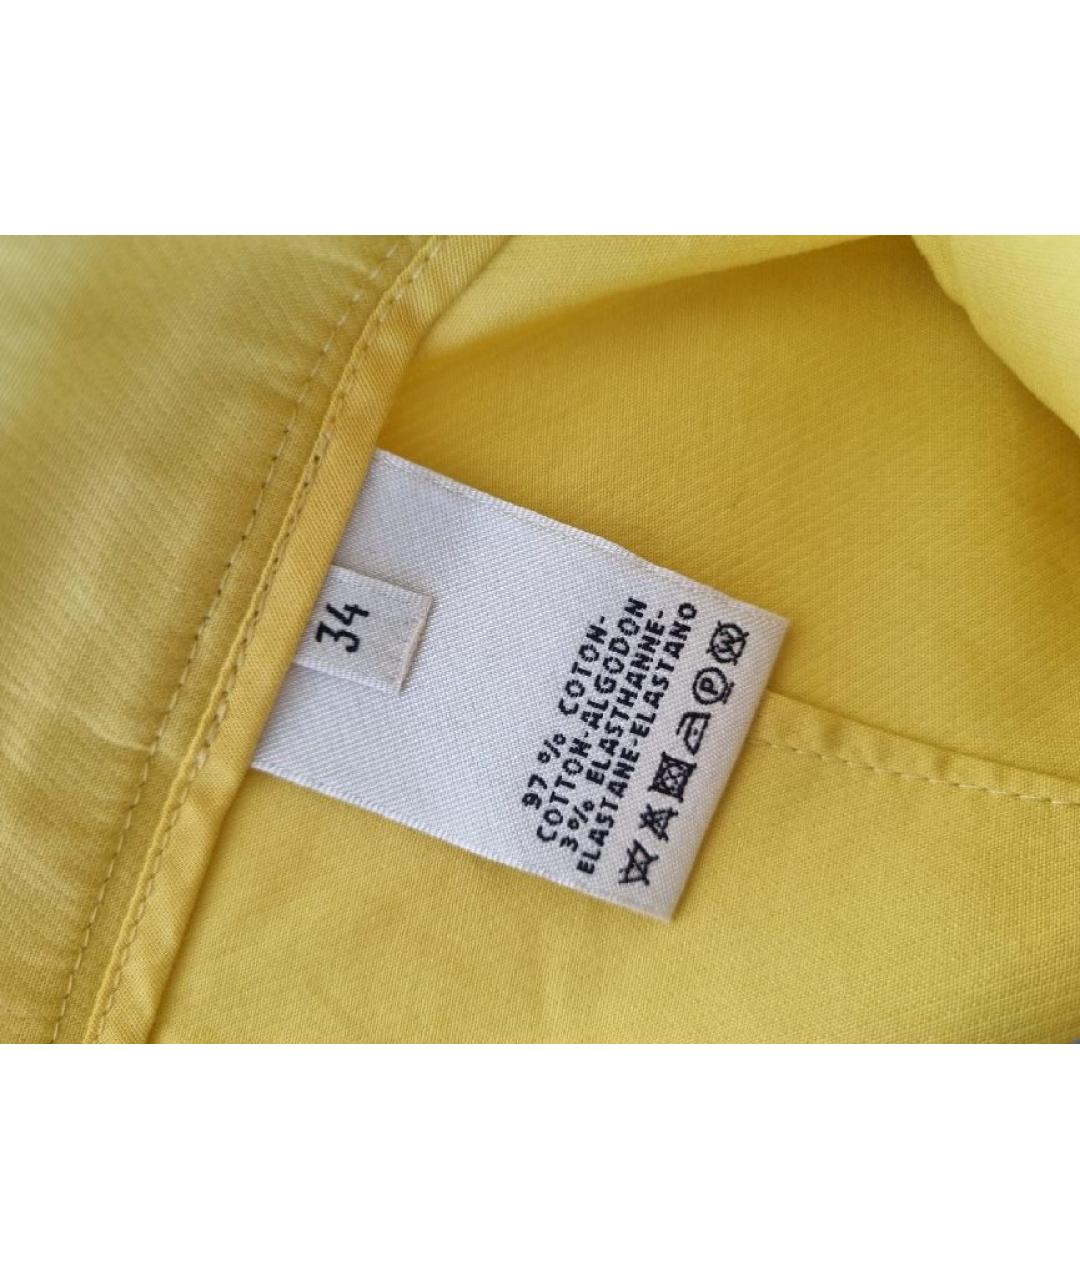 34
97 % COTON-
COTTON-ALGODON
3% ELASTHANNE-
ELASTANE-ELASTANO
P W